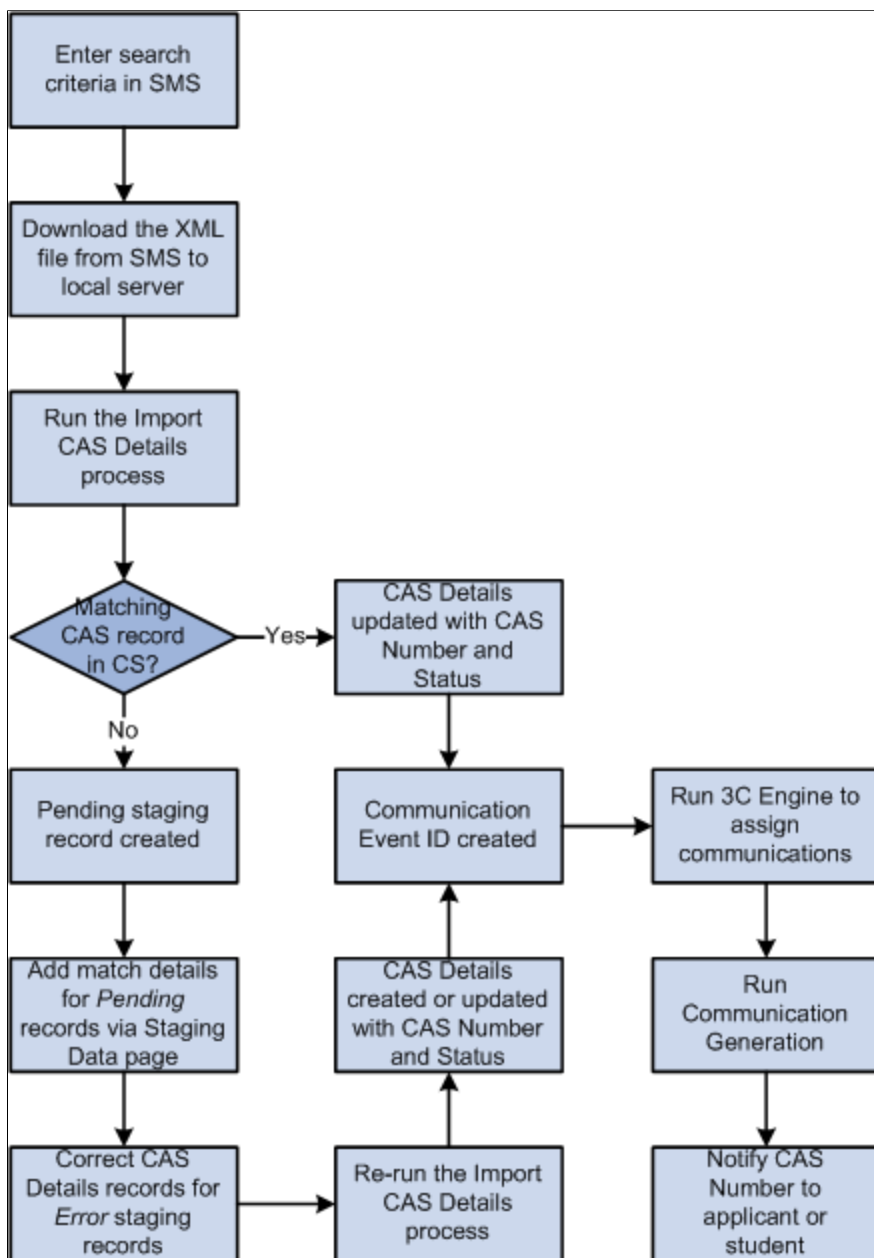 Enter search
criteria in SMS
Download the XML
file from SMS to
local server
Run the Import
CAS Details
process
Matching
CAS record
in CS?
Yes
CAS Details
updated with CAS
Number and
Status
No
Pending staging
record created
Communication
Event ID created
Run 3C Engine to
assign
communications
Add match details
for Pending
records via Staging
Data page
CAS Details
created or updated
with CAS Number
and Status
Run
Communication
Generation
Correct CAS
Details records for
Error staging
records
Re-run the Import
CAS Details
process
Notify CAS
Number to
applicant or
student